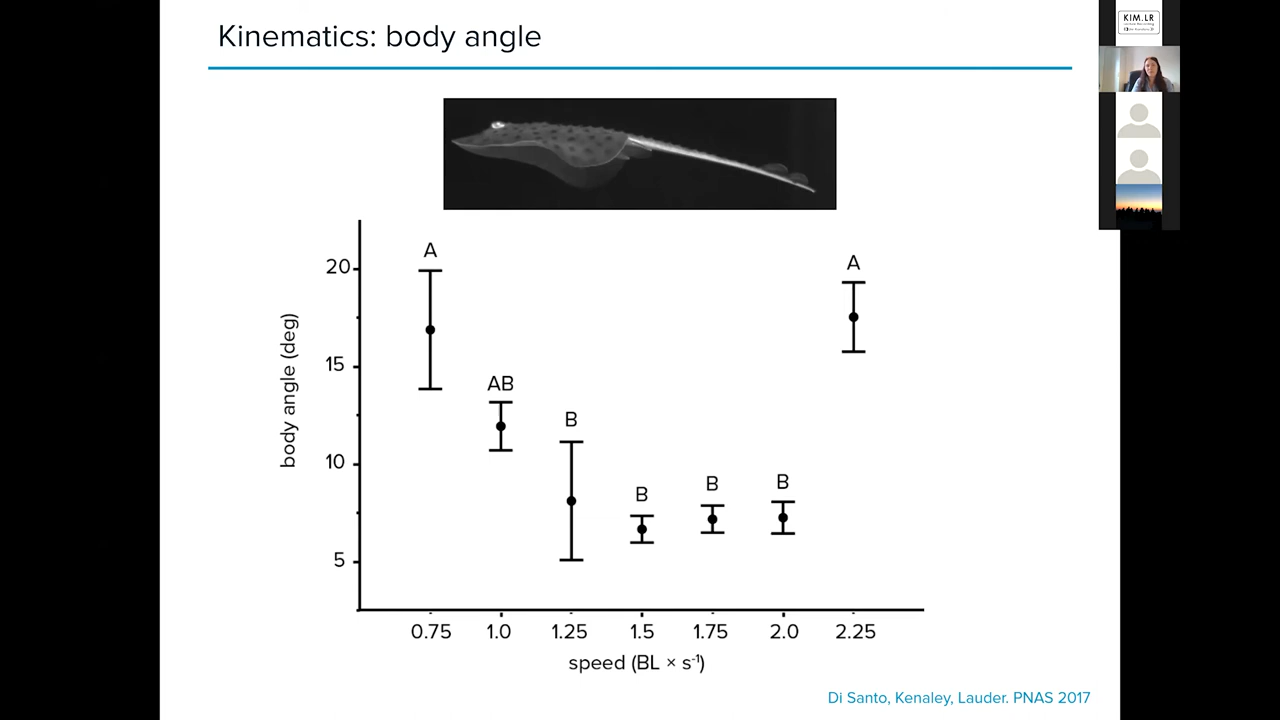 Kinematics: body angle
KIM.LR
A
A
AB
B
B
B
B
20
15
10
5
body angle (deg)
0.75 1.0 1.25 1.5 1.75 2.0 2.25
speed (BL × s⁻¹)
Di Santo, Kenaley, Lauder. PNAS 2017